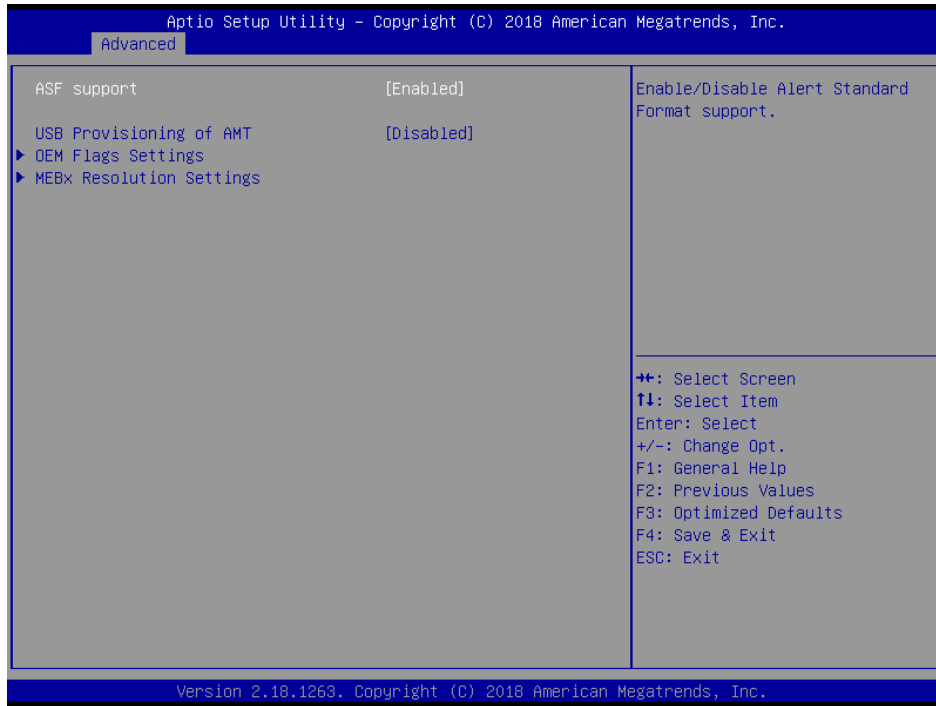 Aptio Setup Utility – Copyright (C) 2018 American Megatrends, Inc.
Advanced
ASF support [Enabled]
USB Provisioning of AMT [Disabled]
▶ OEM Flags Settings
▶ MEBx Resolution Settings
Enable/Disable Alert Standard
Format support.
→←: Select Screen
↑↓: Select Item
Enter: Select
+/-: Change Opt.
F1: General Help
F2: Previous Values
F3: Optimized Defaults
F4: Save & Exit
ESC: Exit
Version 2.18.1263. Copyright (C) 2018 American Megatrends, Inc.